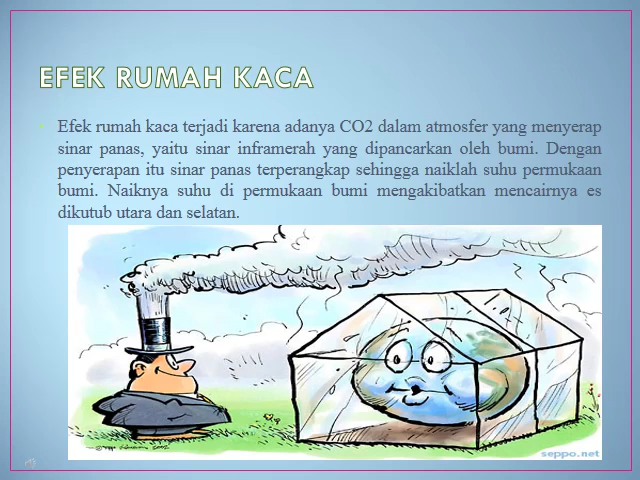 EFEK RUMAH KACA
Efek rumah kaca terjadi karena adanya CO2 dalam atmosfer yang menyerap
sinar panas, yaitu sinar inframerah yang dipancarkan oleh bumi. Dengan
penyerapan itu sinar panas terperangkap sehingga naiklah suhu permukaan
bumi. Naiknya suhu di permukaan bumi mengakibatkan mencairnya es
dikutub utara dan selatan.
seppo.net